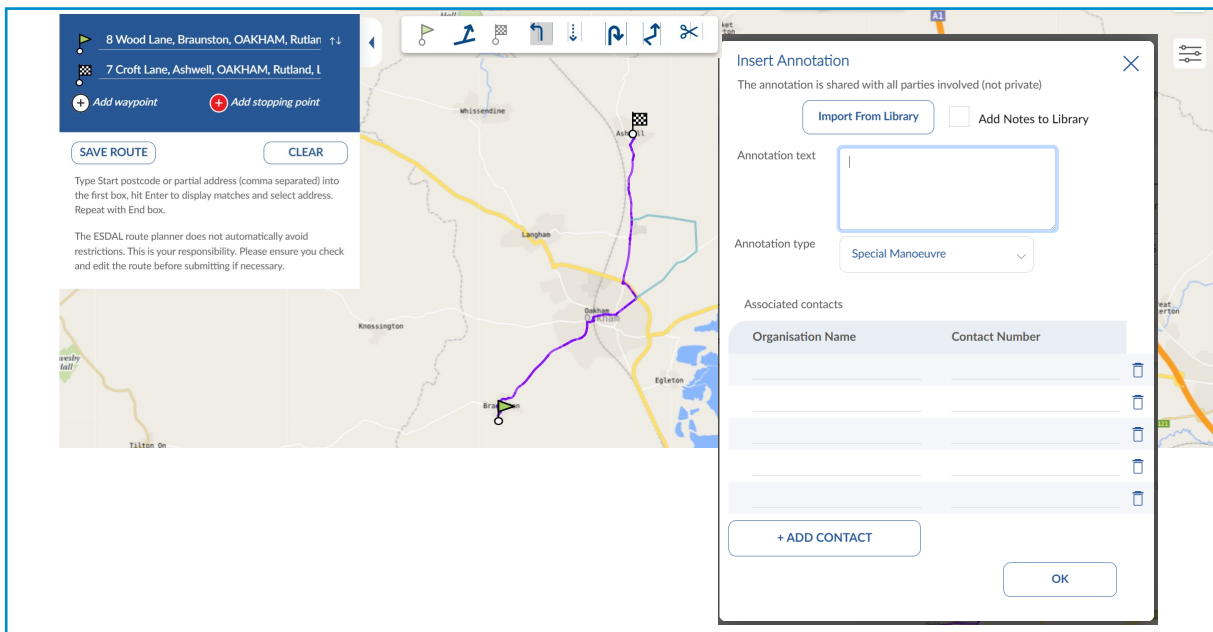 8 Wood Lane, Braunston, OAKHAM, Rutlan
7 Croft Lane, Ashwell, OAKHAM, Rutland, L
Add waypoint
Add stopping point
SAVE ROUTE
CLEAR
Type Start postcode or partial address (comma separated) into
the first box, hit Enter to display matches and select address.
Repeat with End box.
The ESDAL route planner does not automatically avoid
restrictions. This is your responsibility. Please ensure you check
and edit the route before submitting if necessary.
Whissendine
Langham
Oakham
Oakham
Knossington
Egleton
Tilton On
A1
Insert Annotation
The annotation is shared with all parties involved (not private)
Import From Library
Add Notes to Library
Annotation text
Annotation type
Special Manoeuvre
Associated contacts
Organisation Name
Contact Number
+ ADD CONTACT
OK